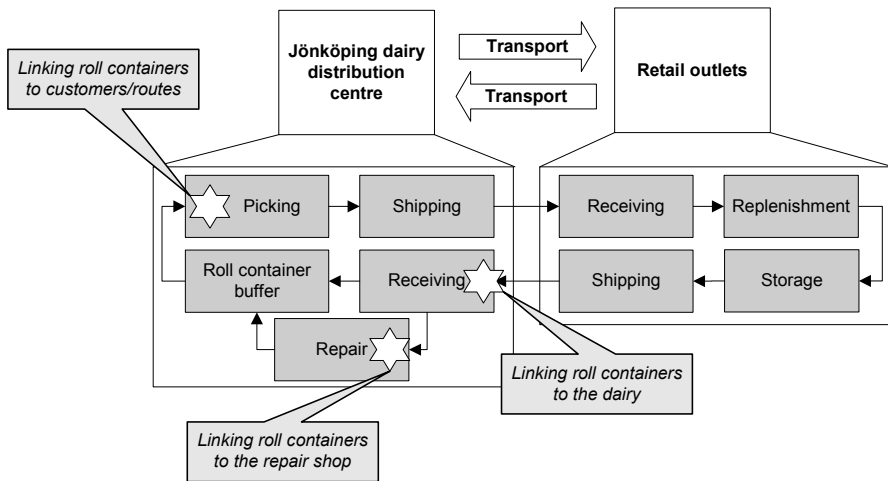 Jönköping dairy
distribution
centre
Transport
Transport
Retail outlets
Linking roll containers
to customers/routes
Picking
Shipping
Receiving
Replenishment
Roll container
buffer
Receiving
Shipping
Storage
Repair
Linking roll containers
to the dairy
Linking roll containers
to the repair shop